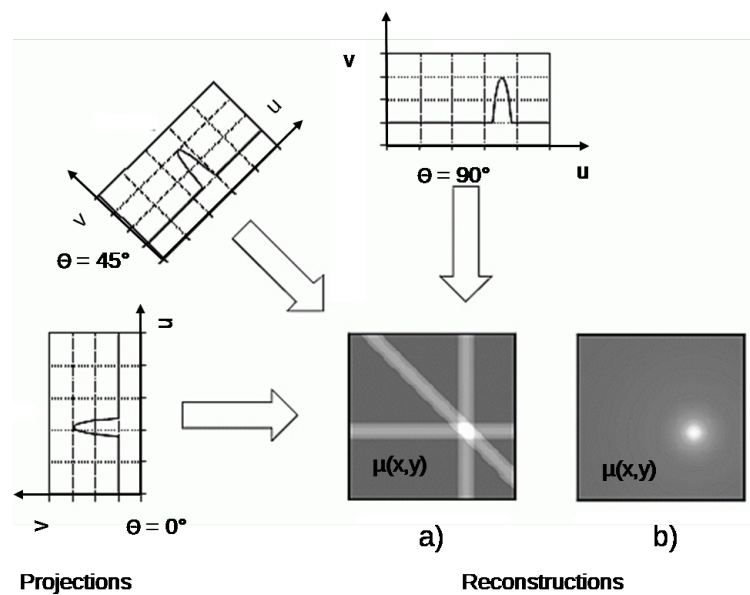 v
u
ϴ = 90°
u
v
ϴ = 45°
u
v
ϴ = 0°
μ(x,y)
μ(x,y)
a)
b)
Projections
Reconstructions